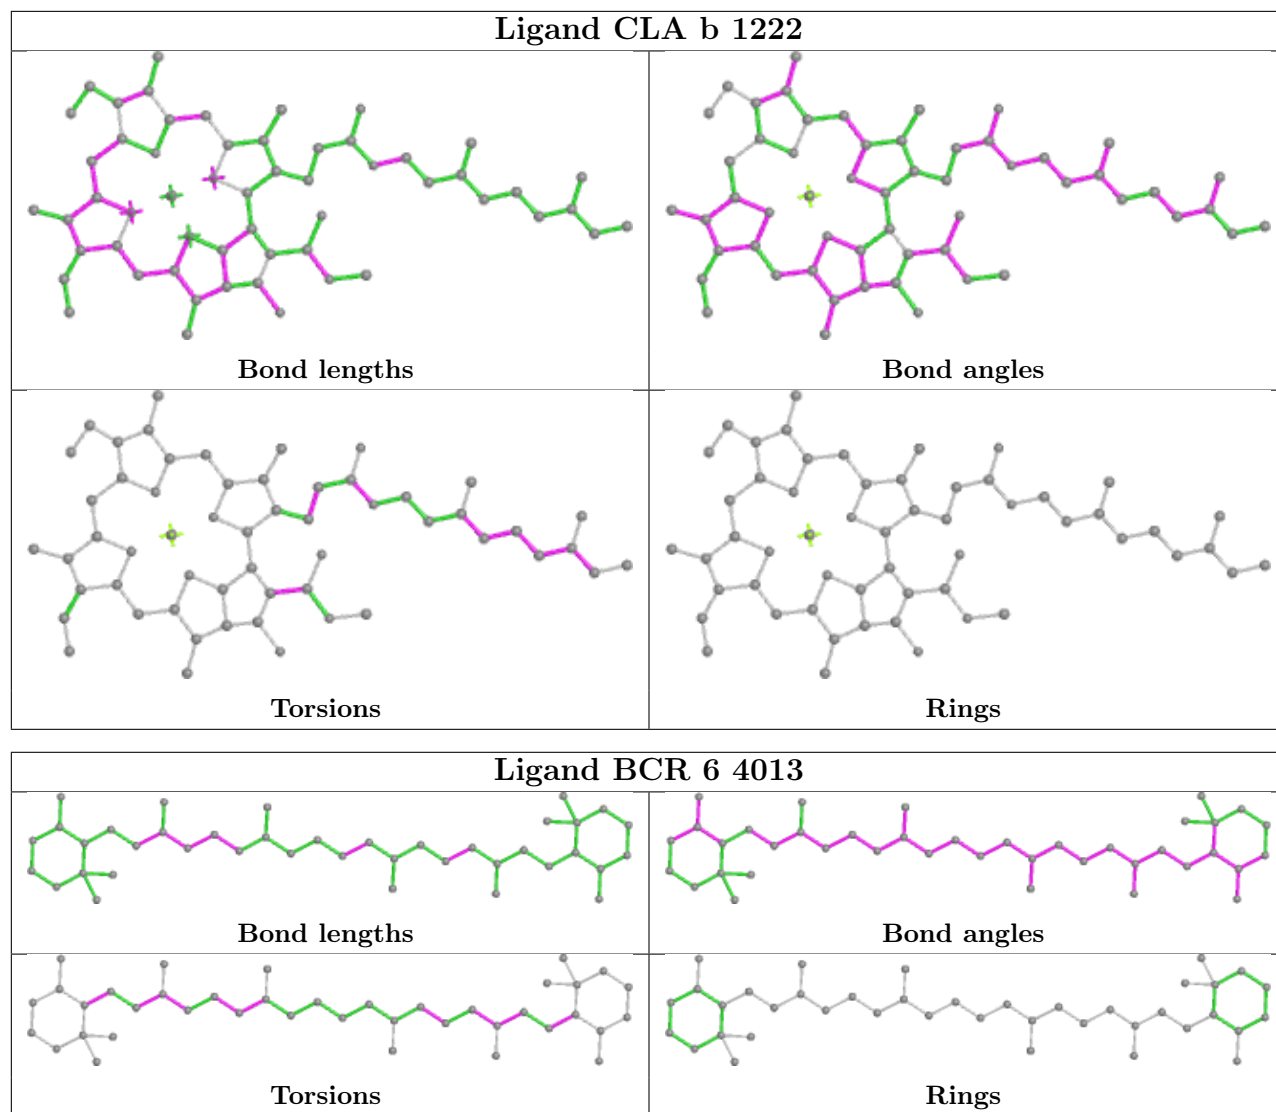 Ligand CLA b 1222
Bond lengths
Bond angles
Torsions
Rings
Ligand BCR 6 4013
Bond lengths
Bond angles
Torsions
Rings